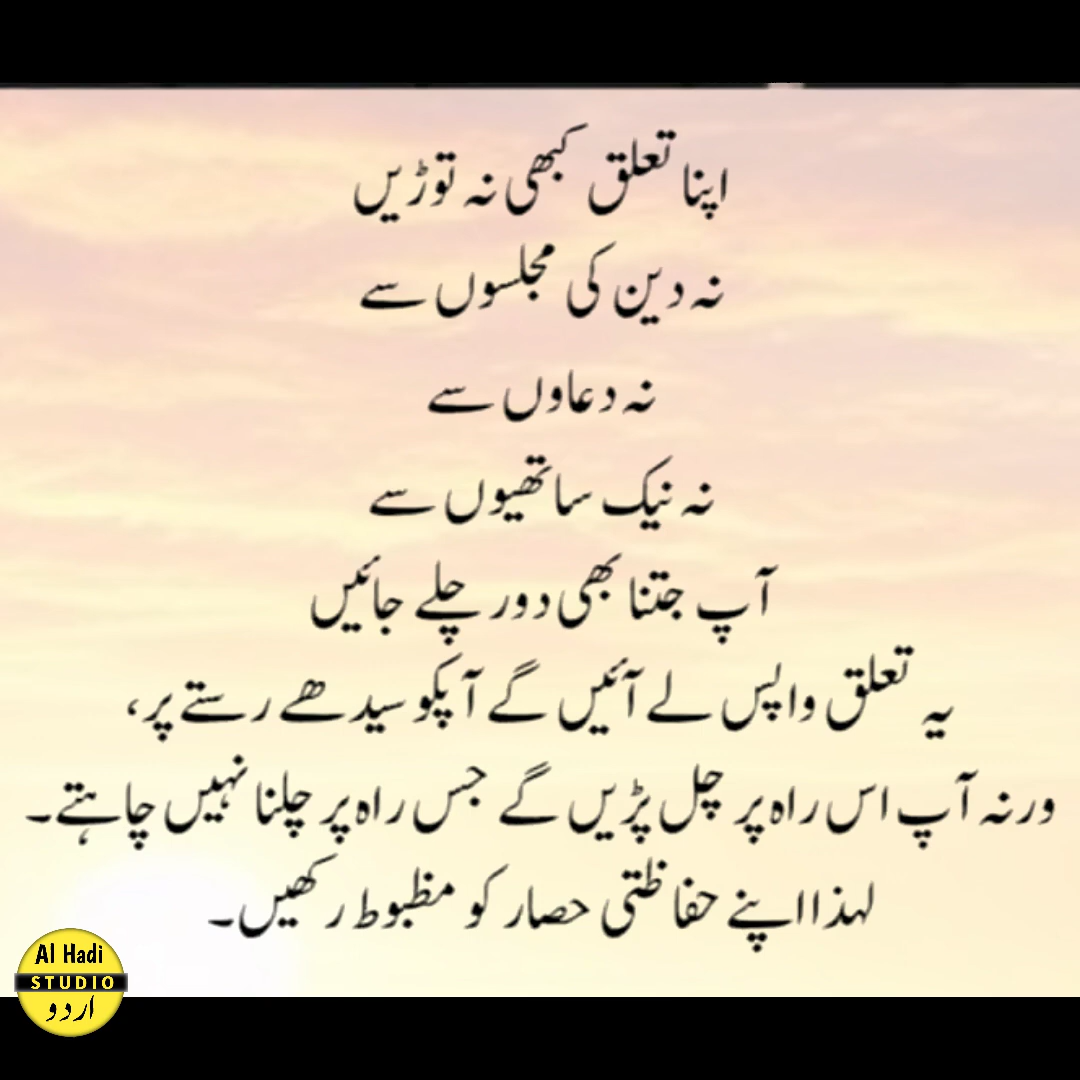 اپنا تعلق کبھی نہ توڑیں
نہ دین کی مجلسوں سے
نہ دعاوں سے
نہ نیک ساتھیوں سے
آپ جتنا بھی دور چلے جائیں
یہ تعلق واپس لے آئیں گے آپکو سیدھے رستے پر،
ورنہ آپ اس راہ پر چل پڑیں گے جس راہ پر چلنا نہیں چاہتے۔
لہذا اپنے حفاظتی حصار کو مظبوط رکھیں۔
Al Hadi
STUDIO
اردو